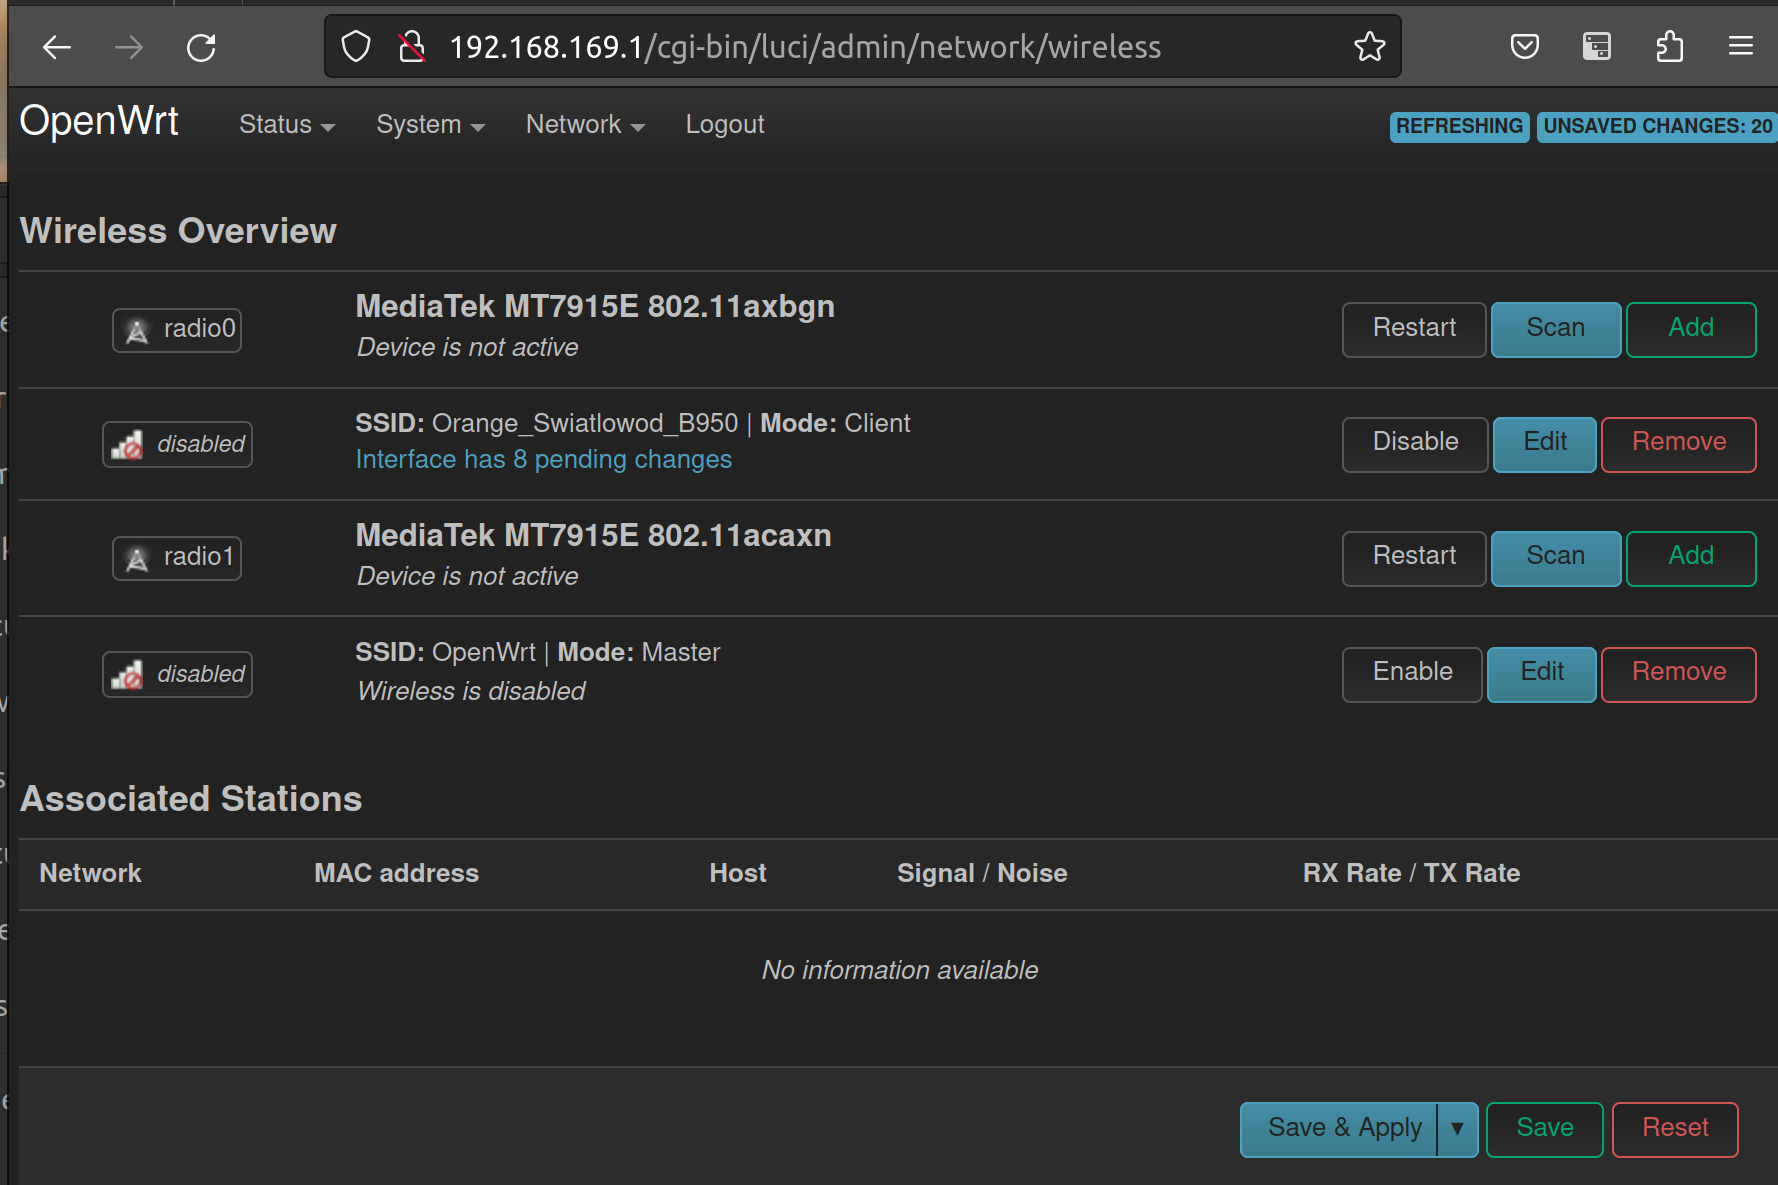 192.168.169.1/cgi-bin/luci/admin/network/wireless
OpenWrt Status System Network Logout REFRESHING UNSAVED CHANGES: 20
Wireless Overview
radio0
MediaTek MT7915E 802.11axbgn
Device is not active
Restart Scan Add
disabled
SSID: Orange_Swiatlowod_B950 | Mode: Client
Interface has 8 pending changes
Disable Edit Remove
radio1
MediaTek MT7915E 802.11acaxn
Device is not active
Restart Scan Add
disabled
SSID: OpenWrt | Mode: Master
Wireless is disabled
Enable Edit Remove
Associated Stations
Network MAC address Host Signal / Noise RX Rate / TX Rate
No information available
Save & Apply ▼ Save Reset